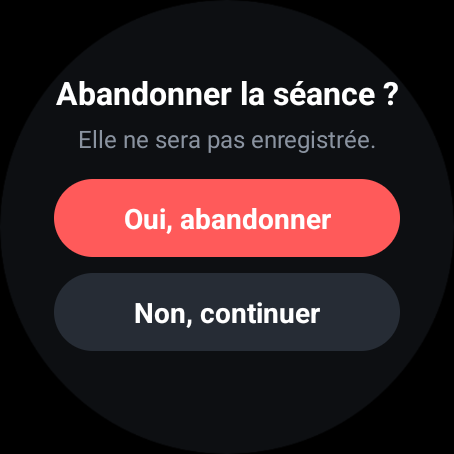 Abandonner la séance ?
Elle ne sera pas enregistrée.
Oui, abandonner
Non, continuer